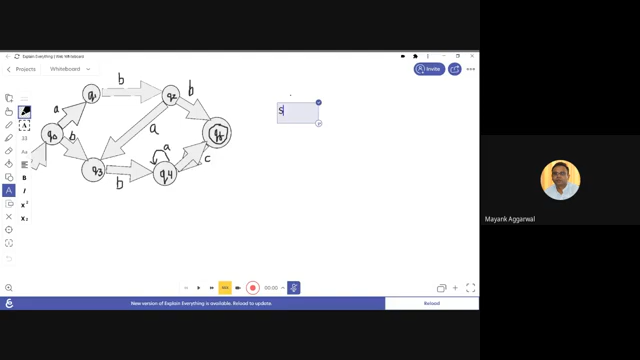 Explain Everything | Web Whiteboard
Projects
Whiteboard
Invite
b
q1
q2
b
a
a
S
q0
b
q3
b
a
q4
c
Mayank Aggarwal
A
Aa
B
A
I
x²
x₂
00:00
New version of Explain Everything is available. Reload to update.
Reload